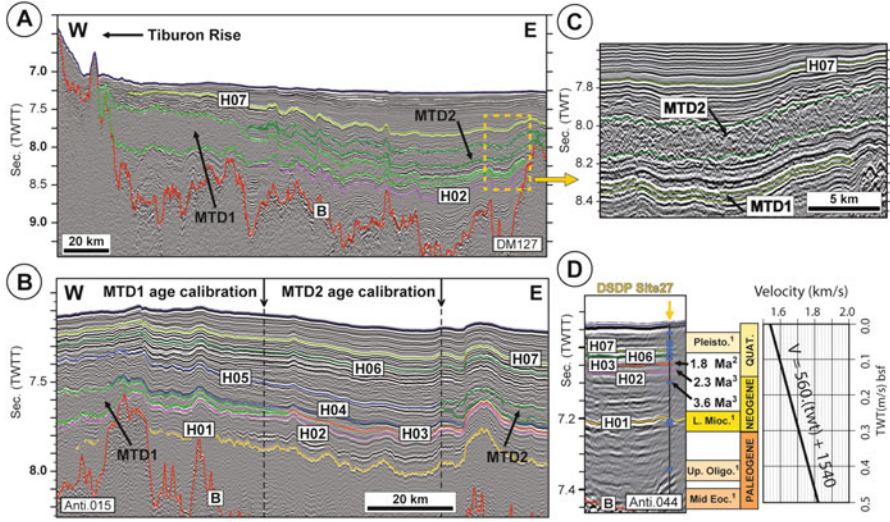 A
W
Tiburon Rise
E
Sec. (TWTT)
7.0
7.5
8.0
8.5
9.0
H07
MTD2
MTD1
H02
B
20 km
DM127
C
Sec. (TWT)
7.8
8.0
8.2
8.4
H07
MTD2
MTD1
5 km
B
W
MTD1 age calibration
MTD2 age calibration
E
Sec. (TWTT)
7.5
8.0
H07
H06
H05
H04
H03
H02
H01
MTD1
MTD2
B
Anti.015
20 km
D
DSDP Site27
Sec. (TWTT)
7.2
7.4
H07
H06
H03
H02
H01
B
Anti.044
Pleisto.¹
1.8 Ma²
2.3 Ma³
3.6 Ma³
L. Mioc.¹
Up. Oligo.¹
Mid Eoc.¹
QUAT.
NEOGENE
PALEOGENE
Velocity (km/s)
1.6
1.8
2.0
V = 560.(twt) + 1540
0.0
0.1
0.2
0.3
0.4
0.5
TWT(m/s) bsf